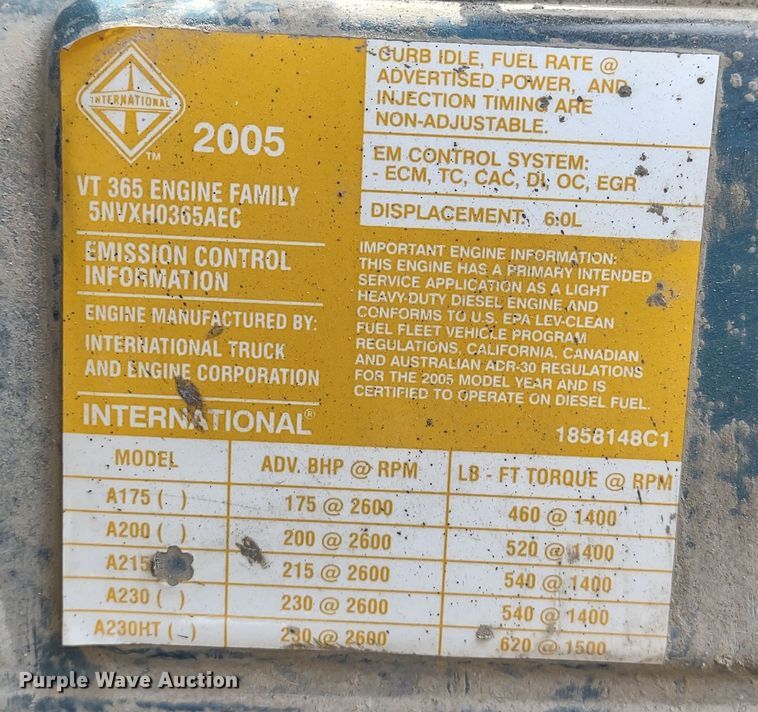 INTERNATIONAL
™
2005
VT 365 ENGINE FAMILY
5NVXH0365AEC
EMISSION CONTROL
INFORMATION
ENGINE MANUFACTURED BY:
INTERNATIONAL TRUCK
AND ENGINE CORPORATION
INTERNATIONAL®
CURB IDLE, FUEL RATE @
ADVERTISED POWER, AND
INJECTION TIMING ARE
NON-ADJUSTABLE.
EM CONTROL SYSTEM:
- ECM, TC, CAC, DI, OC, EGR
DISPLACEMENT: 6.0L
IMPORTANT ENGINE INFORMATION:
THIS ENGINE HAS A PRIMARY INTENDED
SERVICE APPLICATION AS A LIGHT
HEAVY-DUTY DIESEL ENGINE AND
CONFORMS TO U.S. EPA LEV-CLEAN
FUEL FLEET VEHICLE PROGRAM
REGULATIONS, CALIFORNIA, CANADIAN
AND AUSTRALIAN ADR-30 REGULATIONS
FOR THE 2005 MODEL YEAR AND IS
CERTIFIED TO OPERATE ON DIESEL FUEL.
1858148C1
MODEL ADV. BHP @ RPM LB - FT TORQUE @ RPM
A175 ( ) 175 @ 2600 460 @ 1400
A200 ( ) 200 @ 2600 520 @ 1400
A215 215 @ 2600 540 @ 1400
A230 ( ) 230 @ 2600 540 @ 1400
A230HT ( ) 230 @ 2600 620 @ 1500
Purple Wave Auction